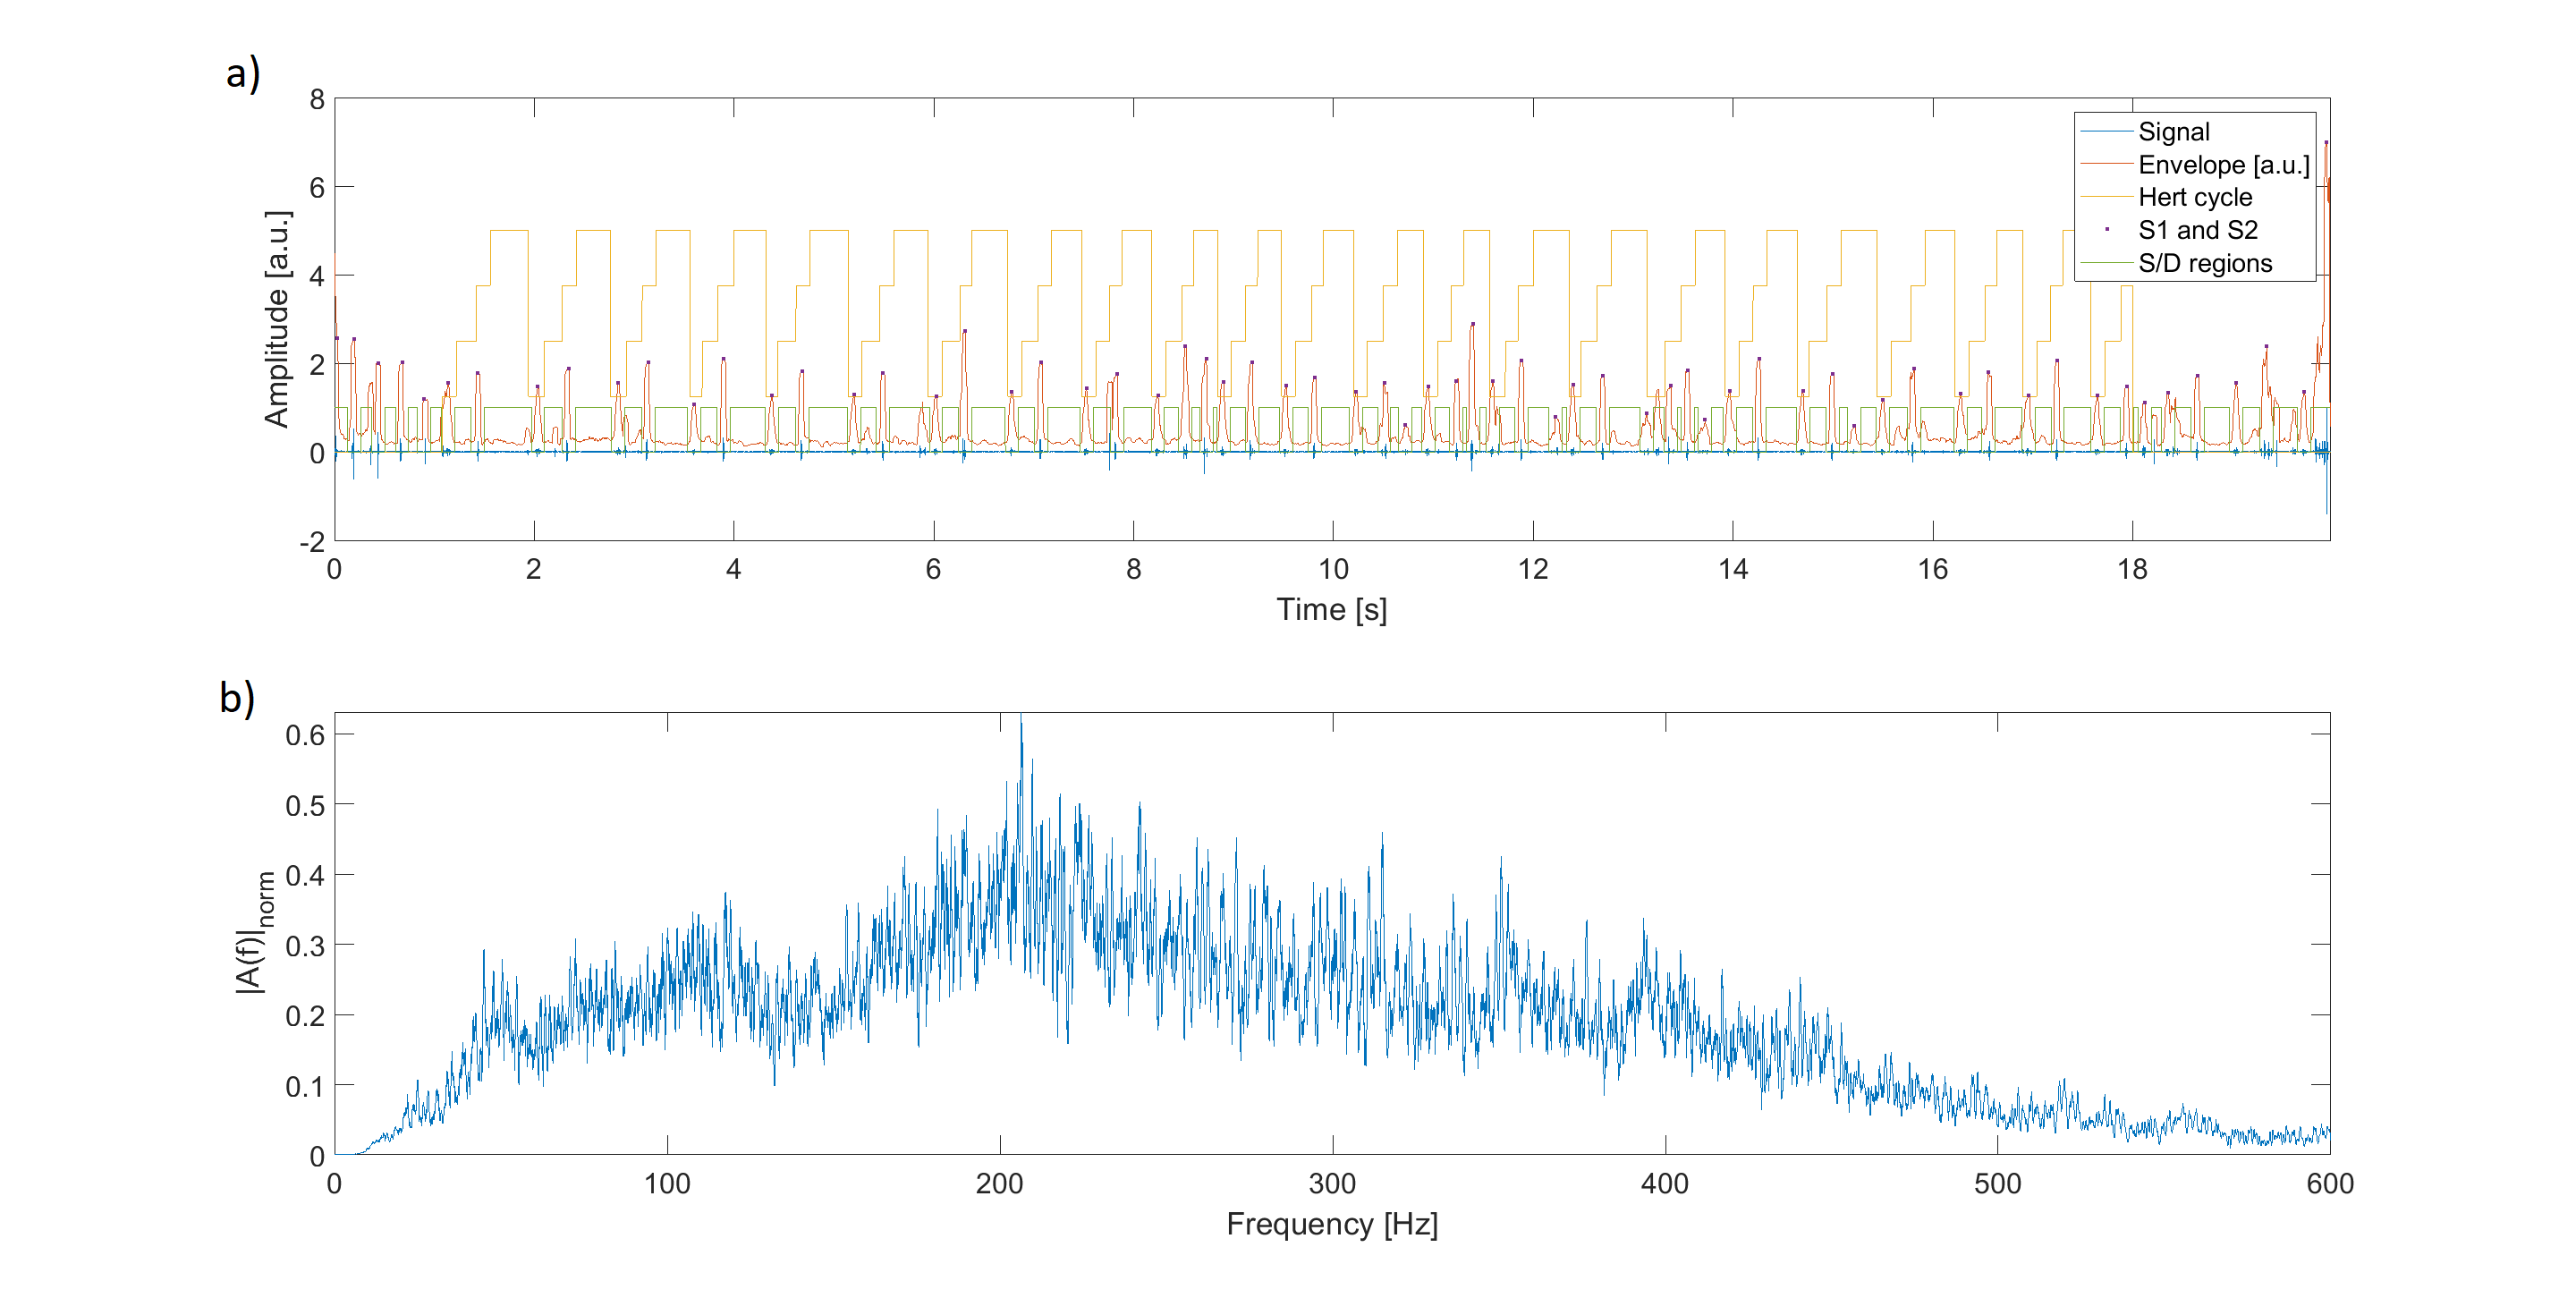 a)
8
6
4
2
0
-2
Amplitude [a.u.]
Signal
Envelope [a.u.]
Hert cycle
S1 and S2
S/D regions
0 2 4 6 8 10 12 14 16 18
Time [s]
b)
0.6
0.5
0.4
0.3
0.2
0.1
0
|A(f)|norm
0 100 200 300 400 500 600
Frequency [Hz]